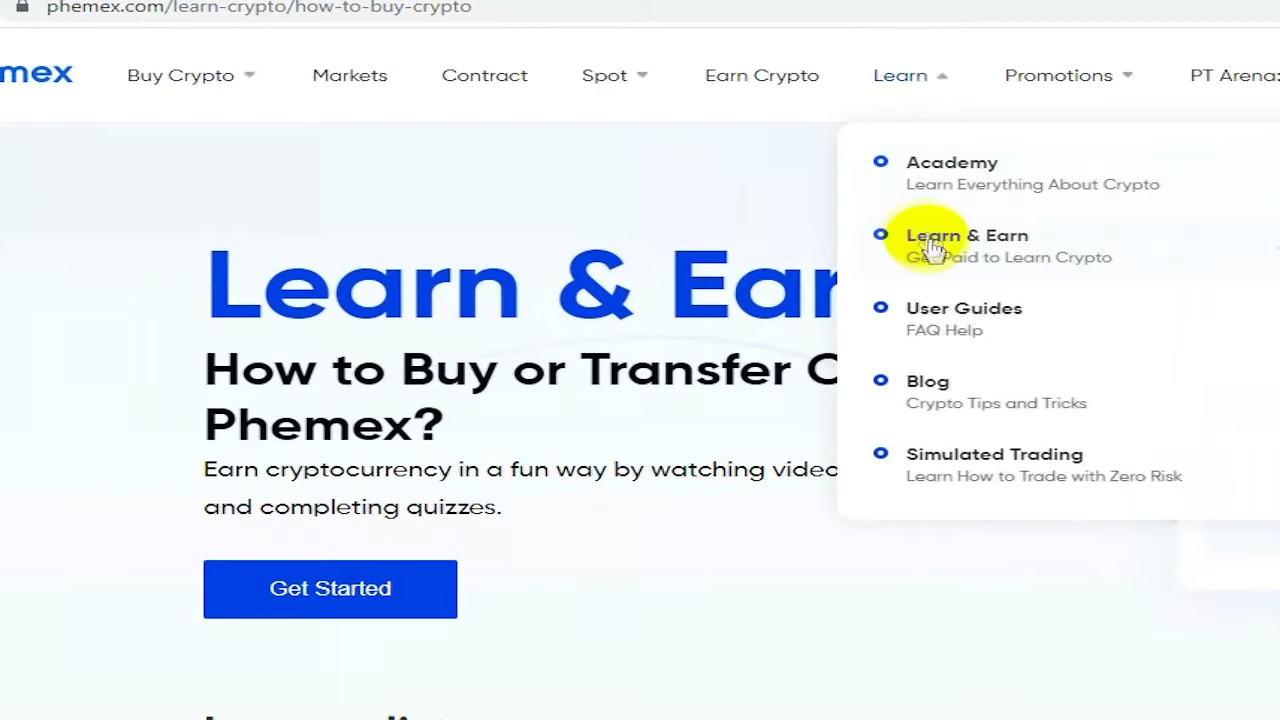 phemex.com/learn-crypto/how-to-buy-crypto
mex
Buy Crypto
Markets
Contract
Spot
Earn Crypto
Learn
Promotions
PT Arena:
Academy
Learn Everything About Crypto
Learn & Earn
Get Paid to Learn Crypto
User Guides
FAQ Help
Blog
Crypto Tips and Tricks
Simulated Trading
Learn How to Trade with Zero Risk
Learn & Ear
How to Buy or Transfer C
Phemex?
Earn cryptocurrency in a fun way by watching video
and completing quizzes.
Get Started